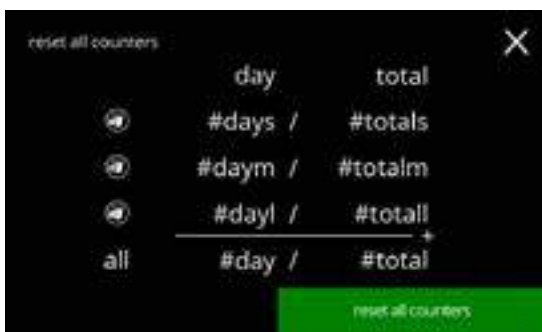 reset all counters
day total
#days / #totals
#daym / #totalm
#dayl / #totall
+
all #day / #total
reset all counters